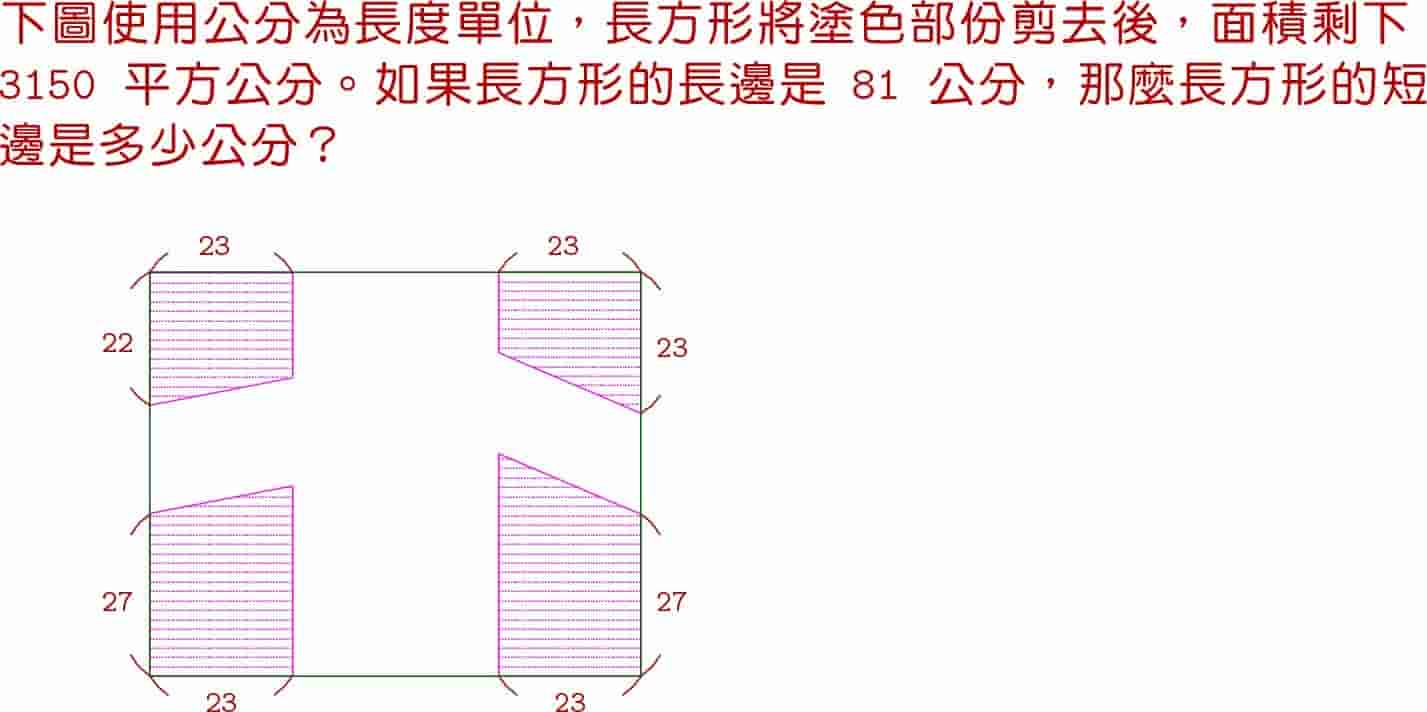 下圖使用公分為長度單位，長方形將塗色部份剪去後，面積剩下
3150 平方公分。如果長方形的長邊是 81 公分，那麼長方形的短
邊是多少公分？
23 23
22 23
27 27
23 23